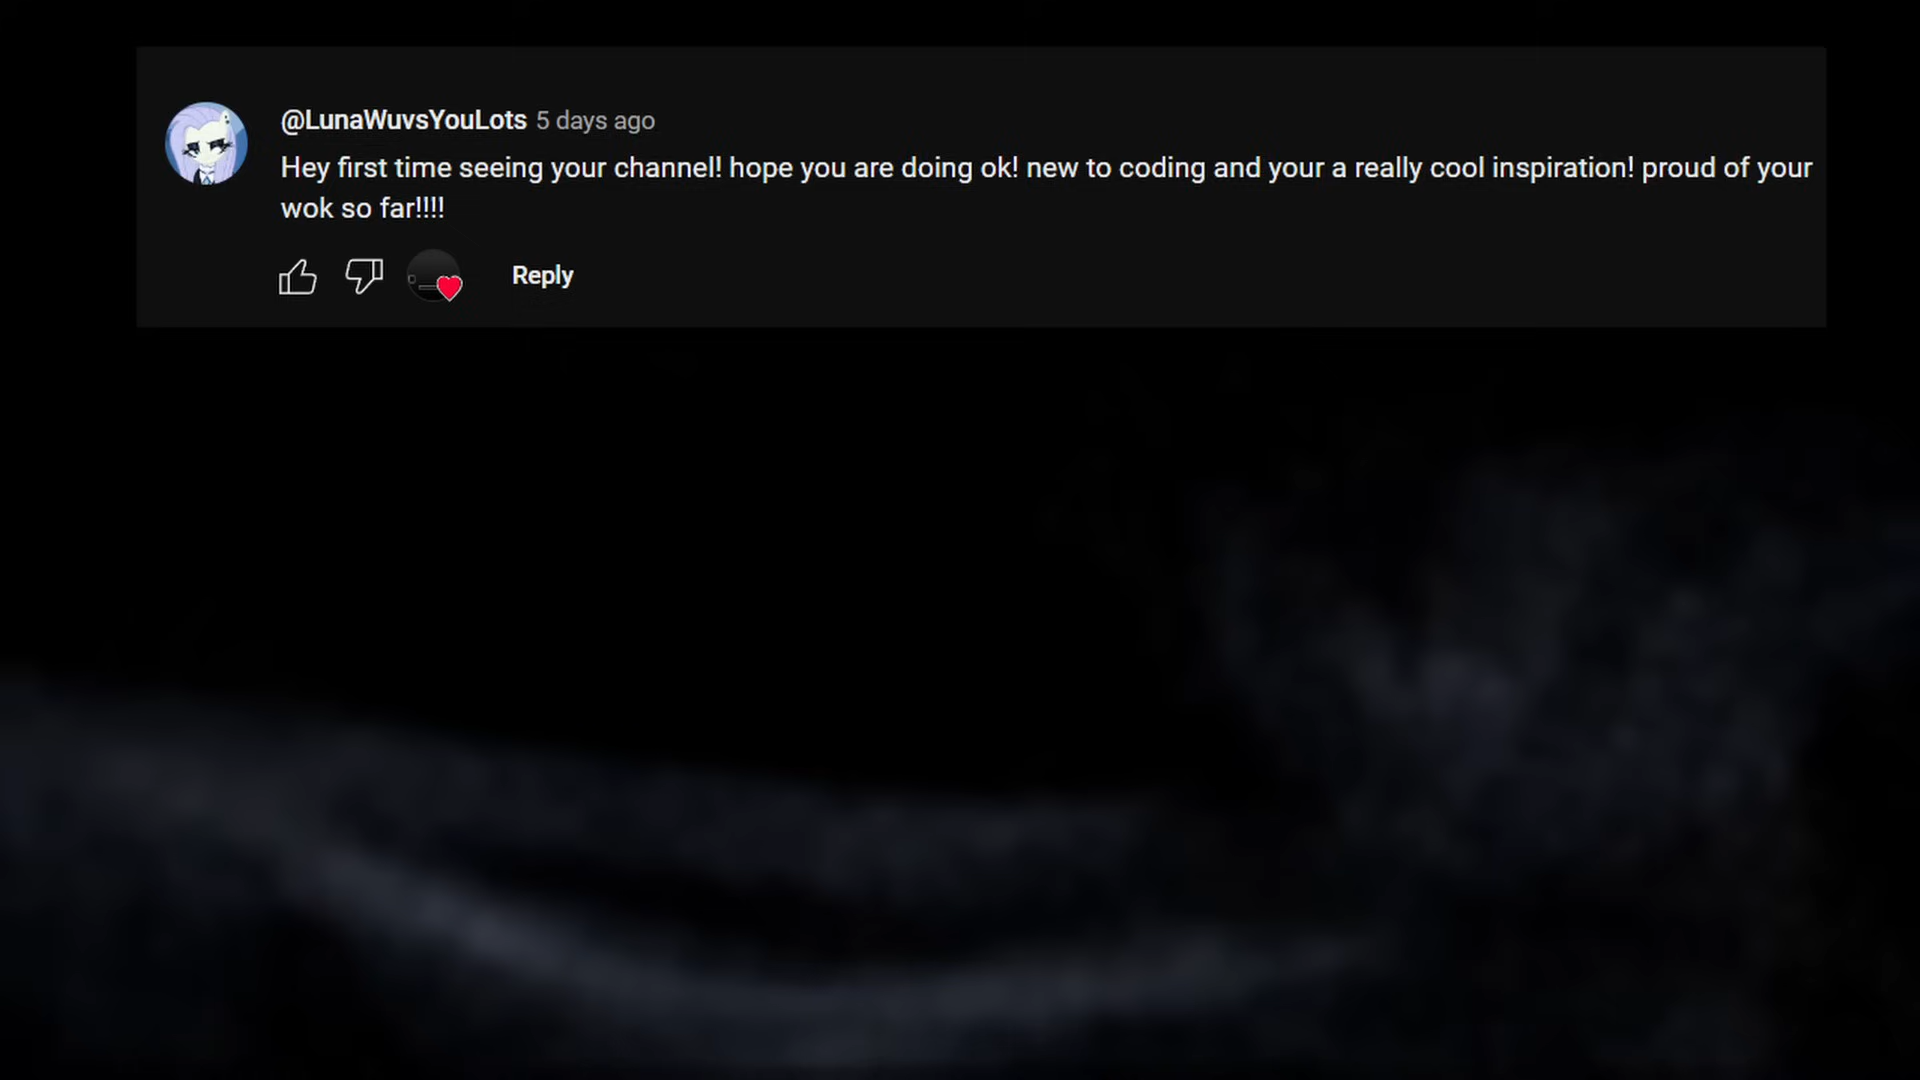 @LunaWuvsYouLots 5 days ago
Hey first time seeing your channel! hope you are doing ok! new to coding and your a really cool inspiration! proud of your
wok so far!!!!
Reply